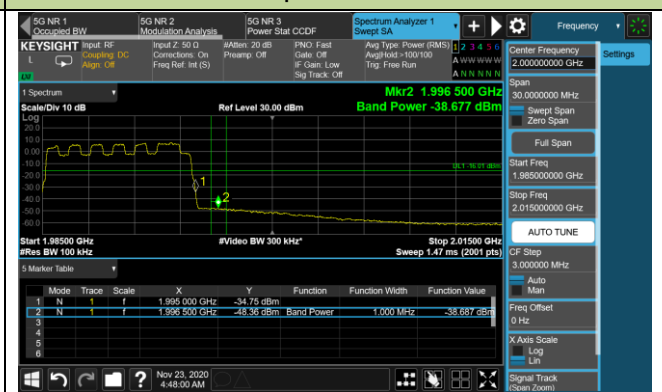 5G NR 1
Occupied BW
5G NR 2
Modulation Analysis
5G NR 3
Power Stat CCDF
Spectrum Analyzer 1
Swept SA
Frequency
KEYSIGHT
L
Input: RF
Coupling: DC
Align: Off
Input Z: 50 Ω
Corrections: On
Freq Ref: Int (S)
#Atten: 20 dB
Preamp: Off
PNO: Fast
Gate: Off
IF Gain: Low
Sig Track: Off
Avg Type: Power (RMS)
Avg|Hold >100/100
Trig: Free Run
1 2 3 4 5 6
A W W W W W
A N N N N N
LU
1 Spectrum
Mkr2 1.996 500 GHz
Scale/Div 10 dB
Ref Level 30.00 dBm
Band Power -38.677 dBm
Log
20.0
10.0
0.00
-10.0
-20.0
-30.0
-40.0
-50.0
-60.0
DL1 -16.01 dBm
1
2
Start 1.98500 GHz
#Video BW 300 kHz*
Stop 2.01500 GHz
#Res BW 100 kHz
Sweep 1.47 ms (2001 pts)
5 Marker Table
Mode Trace Scale X Y Function Function Width Function Value
1 N 1 f 1.995 000 GHz -34.75 dBm
2 N 1 f 1.996 500 GHz -48.36 dBm Band Power 1.000 MHz -38.687 dBm
3
4
5
6
Nov 23, 2020
4:48:00 AM
Center Frequency
2.000000000 GHz
Settings
Span
30.0000000 MHz
Swept Span
Zero Span
Full Span
Start Freq
1.985000000 GHz
Stop Freq
2.015000000 GHz
AUTO TUNE
CF Step
3.000000 MHz
Auto
Man
Freq Offset
0 Hz
X Axis Scale
Log
Lin
Signal Track
(Span Zoom)